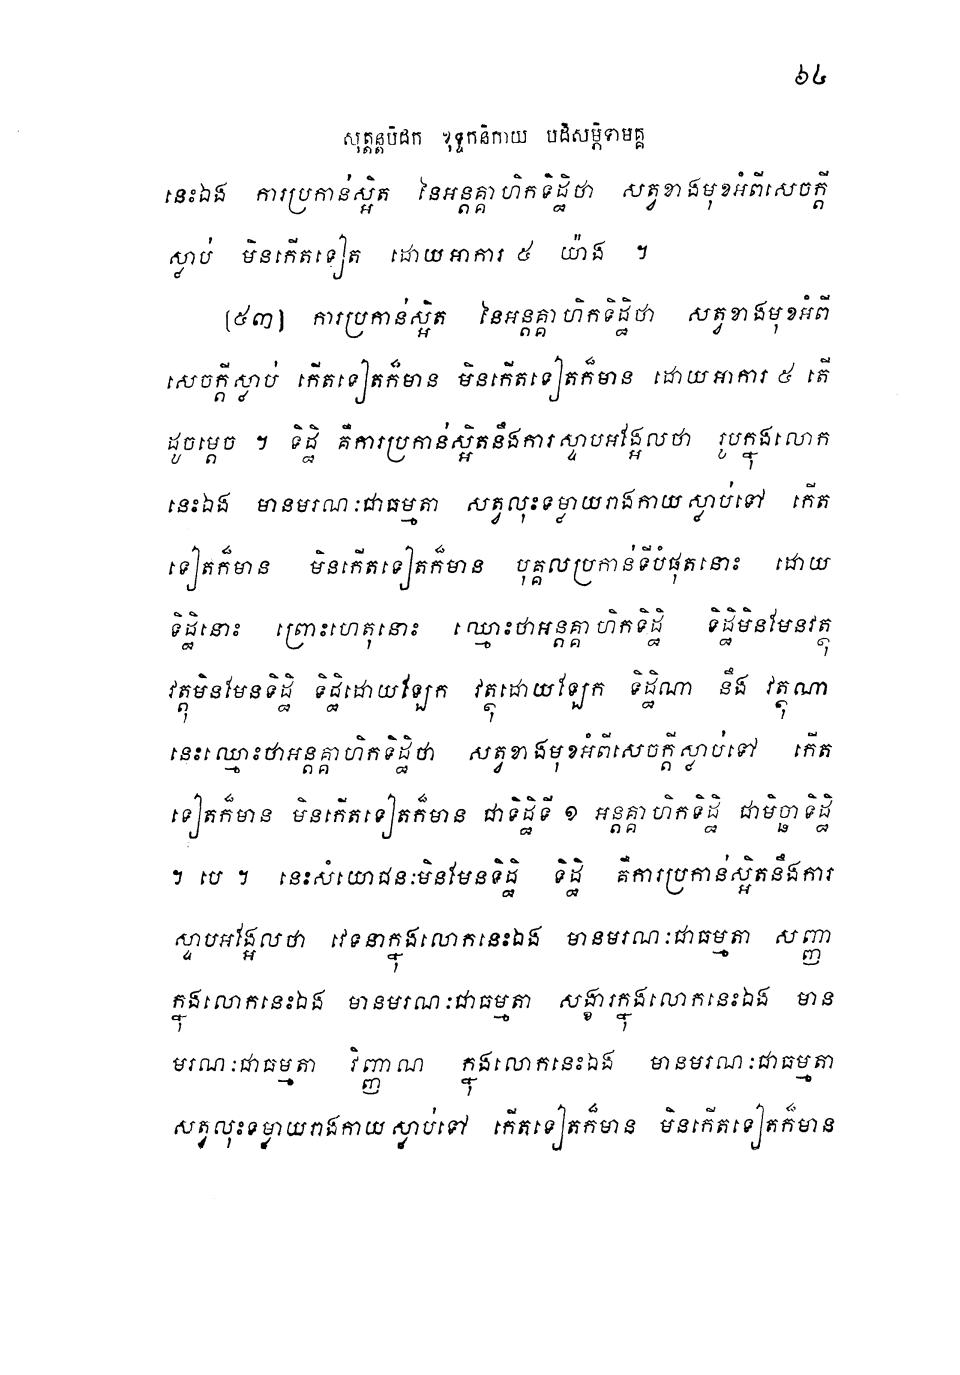 ៦៤
សុត្តន្តបិដក ខុទ្ទកនិកាយ បដិសម្ភិទាមគ្គ
នេះឯង ការប្រកាន់ស្អិត នៃអន្តគ្គាហិកទិដ្ឋិថា សត្វខាងមុខអំពីសេចក្តី
ស្លាប់ មិនកើតទៀត ដោយអាការ ៥ យ៉ាង ។
[៥៣] ការប្រកាន់ស្អិត នៃអន្តគ្គាហិកទិដ្ឋិថា សត្វខាងមុខអំពី
សេចក្តីស្លាប់ កើតទៀតក៏មាន មិនកើតទៀតក៏មាន ដោយអាការ ៥ តើ
ដូចម្តេច ។ ទិដ្ឋិ គឺការប្រកាន់ស្អិតនឹងការស្ទាបអង្អែលថា រូបក្នុងលោក
នេះឯង មានមរណៈជាធម្មតា សត្វលុះទម្លាយរាងកាយស្លាប់ទៅ កើត
ទៀតក៏មាន មិនកើតទៀតក៏មាន បុគ្គលប្រកាន់ទីបំផុតនោះ ដោយ
ទិដ្ឋិនោះ ព្រោះហេតុនោះ ឈ្មោះថាអន្តគ្គាហិកទិដ្ឋិ ទិដ្ឋិមិនមែនវត្ថុ
វត្ថុមិនមែនទិដ្ឋិ ទិដ្ឋិដោយឡែក វត្ថុដោយឡែក ទិដ្ឋិណា នឹង វត្ថុណា
នេះឈ្មោះថាអន្តគ្គាហិកទិដ្ឋិថា សត្វខាងមុខអំពីសេចក្តីស្លាប់ទៅ កើត
ទៀតក៏មាន មិនកើតទៀតក៏មាន ជាទិដ្ឋិទី ១ អន្តគ្គាហិកទិដ្ឋិ ជាមិច្ឆាទិដ្ឋិ
។ បេ ។ នេះសំយោជនៈមិនមែនទិដ្ឋិ ទិដ្ឋិ គឺការប្រកាន់ស្អិតនឹងការ
ស្ទាបអង្អែលថា វេទនាក្នុងលោកនេះឯង មានមរណៈជាធម្មតា សញ្ញា
ក្នុងលោកនេះឯង មានមរណៈជាធម្មតា សង្ខារក្នុងលោកនេះឯង មាន
មរណៈជាធម្មតា វិញ្ញាណ ក្នុងលោកនេះឯង មានមរណៈជាធម្មតា
សត្វលុះទម្លាយរាងកាយស្លាប់ទៅ កើតទៀតក៏មាន មិនកើតទៀតក៏មាន